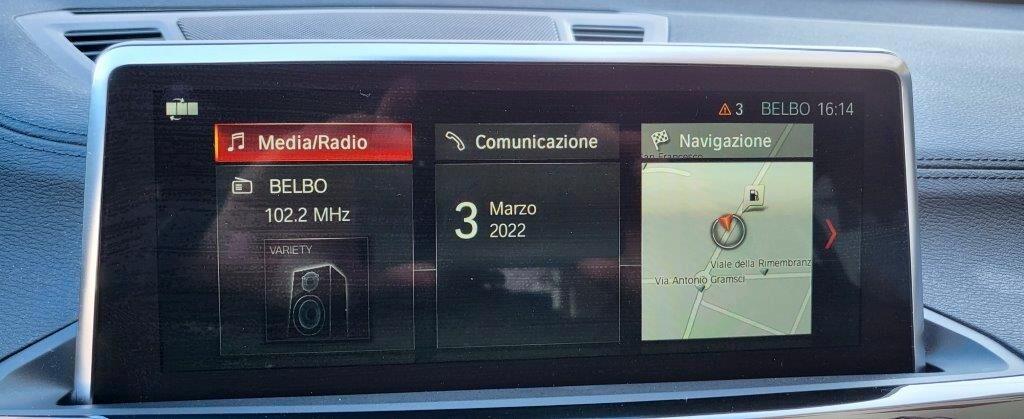 3 BELBO 16:14
Media/Radio
Comunicazione
Navigazione
BELBO
102.2 MHz
VARIETY
3 Marzo
2022
Viale della Rimembranz
Via Antonio Gramsci